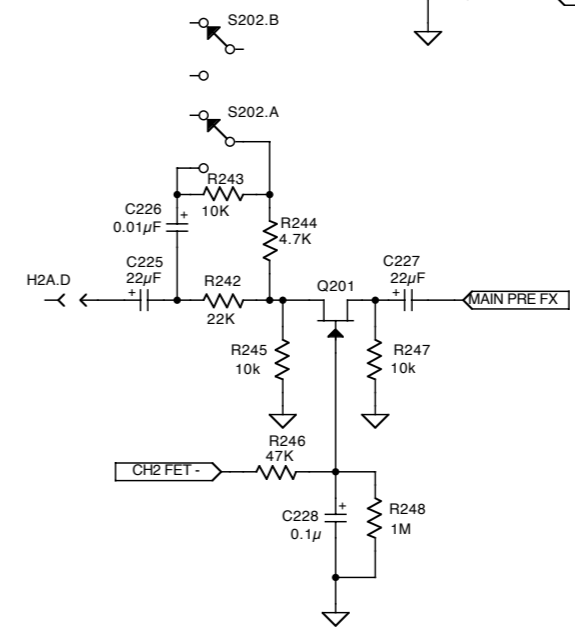 S202.B
S202.A
R243
10K
C226
+
0.01µF
R244
4.7K
C225
22µF
+
H2A.D
R242
22K
Q201
C227
22µF
+
MAIN PRE FX
R245
10k
R247
10k
R246
47K
CH2 FET -
C228
+
0.1µ
R248
1M